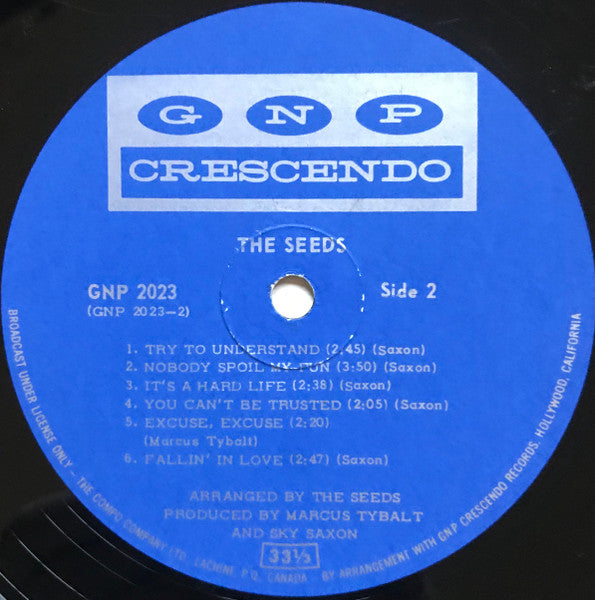 GNP
CRESCENDO
THE SEEDS
GNP 2023
(GNP 2023-2)
Side 2
1. TRY TO UNDERSTAND (2:45) (Saxon)
2. NOBODY SPOIL MY FUN (3:50) (Saxon)
3. IT'S A HARD LIFE (2:38) (Saxon)
4. YOU CAN'T BE TRUSTED (2:05) (Saxon)
5. EXCUSE, EXCUSE (2:20)
(Marcus Tybalt)
6. FALLIN' IN LOVE (2:47) (Saxon)
ARRANGED BY THE SEEDS
PRODUCED BY MARCUS TYBALT
AND SKY SAXON
33⅓
BROADCAST UNDER LICENSE ONLY - THE COMPO COMPANY LTD., LACHINE, P.Q., CANADA - BY ARRANGEMENT WITH GNP CRESCENDO RECORDS, HOLLYWOOD, CALIFORNIA